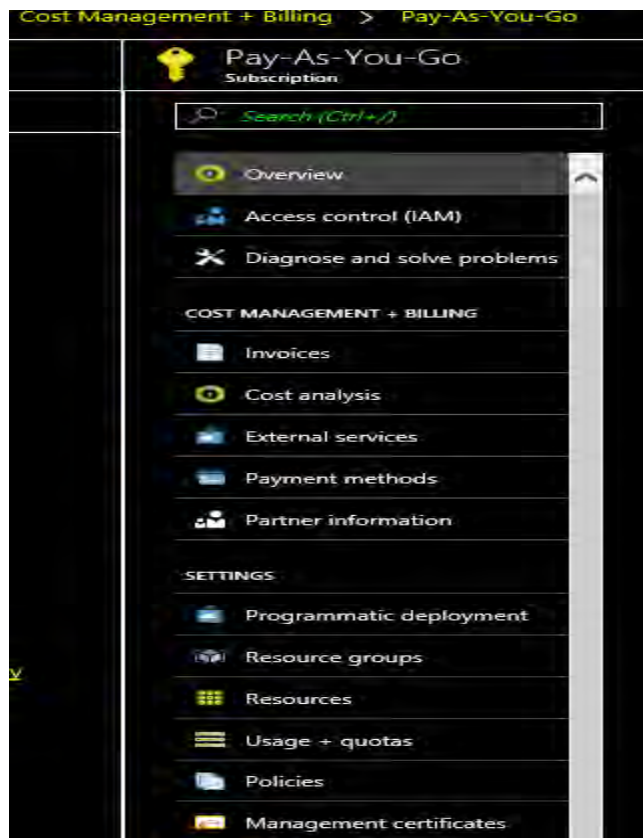 Cost Management + Billing > Pay-As-You-Go
Pay-As-You-Go
Subscription
Search (Ctrl+/)
Overview
Access control (IAM)
Diagnose and solve problems
COST MANAGEMENT + BILLING
Invoices
Cost analysis
External services
Payment methods
Partner information
SETTINGS
Programmatic deployment
Resource groups
Resources
Usage + quotas
Policies
Management certificates